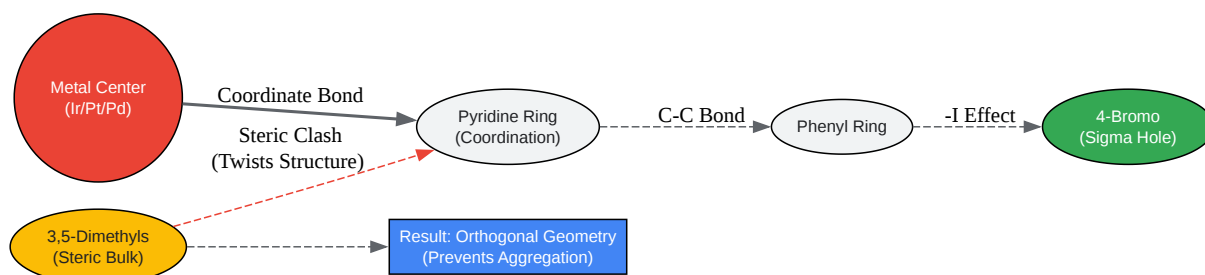 Metal Center
(Ir/Pt/Pd)
Coordinate Bond
Steric Clash
(Twists Structure)
Pyridine Ring
(Coordination)
C-C Bond
Phenyl Ring
-I Effect
4-Bromo
(Sigma Hole)
3,5-Dimethyls
(Steric Bulk)
Result: Orthogonal Geometry
(Prevents Aggregation)